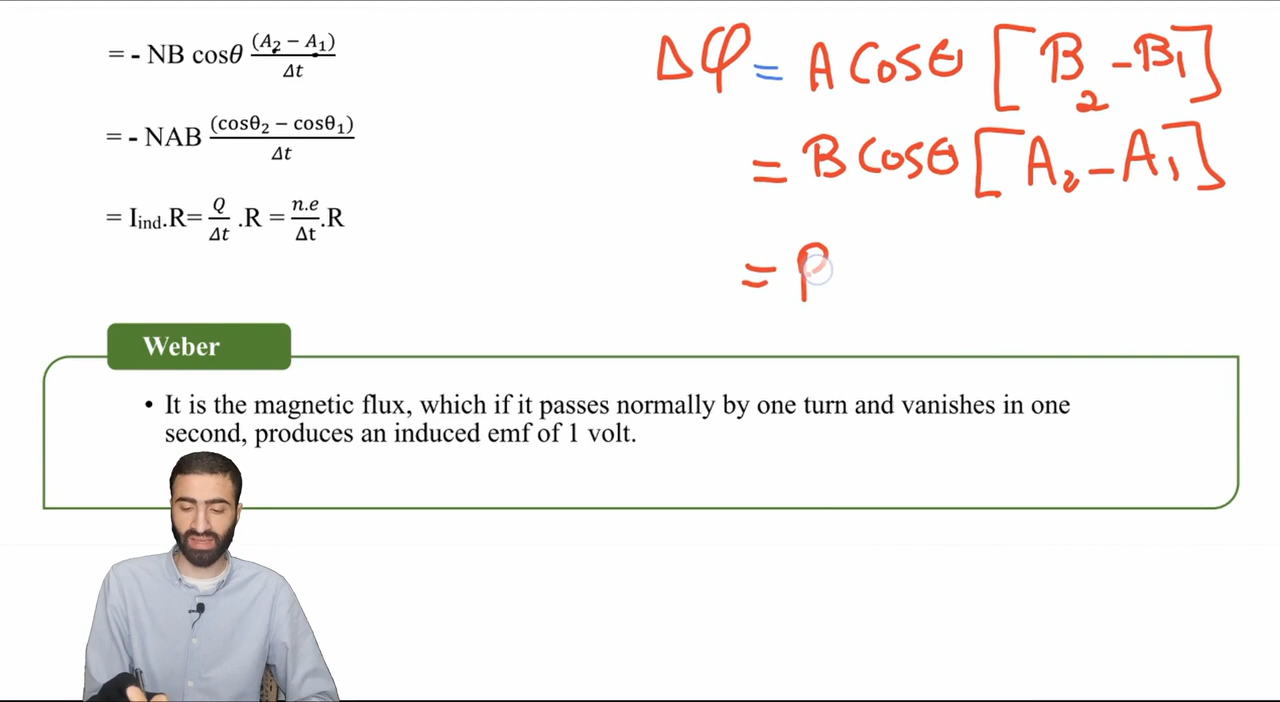 = - NB cosθ (A₂ − A₁)/Δt
= - NAB (cosθ₂ − cosθ₁)/Δt
= I_ind.R= Q/Δt .R = n.e/Δt.R
Δφ = A Cosθ [B₂ - B₁]
= B Cosθ [A₂ - A₁]
=
Weber
• It is the magnetic flux, which if it passes normally by one turn and vanishes in one
second, produces an induced emf of 1 volt.